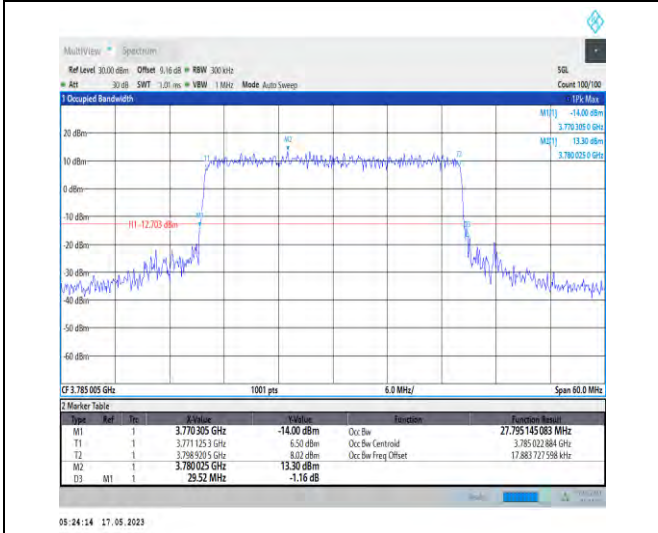 MultiView Spectrum
Ref Level 30.00 dBm Offset 9.16 dB RBW 300 kHz SGL
Att 30 dB SWT 1.01 ms VBW 1 MHz Mode Auto Sweep Count 100/100
1 Occupied Bandwidth 1Pk Max
M1[1] -14.00 dBm
3.770 305 0 GHz
M2[1] 13.30 dBm
3.780 025 0 GHz
20 dBm
M2
T1 T2
10 dBm
0 dBm
-10 dBm
M1
H1 -12.703 dBm
D3
-20 dBm
-30 dBm
-40 dBm
-50 dBm
-60 dBm
CF 3.785 005 GHz 1001 pts 6.0 MHz/ Span 60.0 MHz
2 Marker Table
Type Ref Trc X-Value Y-Value Function Function Result
M1 1 3.770 305 GHz -14.00 dBm Occ Bw 27.795 145 083 MHz
T1 1 3.771 125 3 GHz 6.50 dBm Occ Bw Centroid 3.785 022 884 GHz
T2 1 3.798 920 5 GHz 8.02 dBm Occ Bw Freq Offset 17.883 727 598 kHz
M2 1 3.780 025 GHz 13.30 dBm
D3 M1 1 29.52 MHz -1.16 dB
05:24:14 17.05.2023